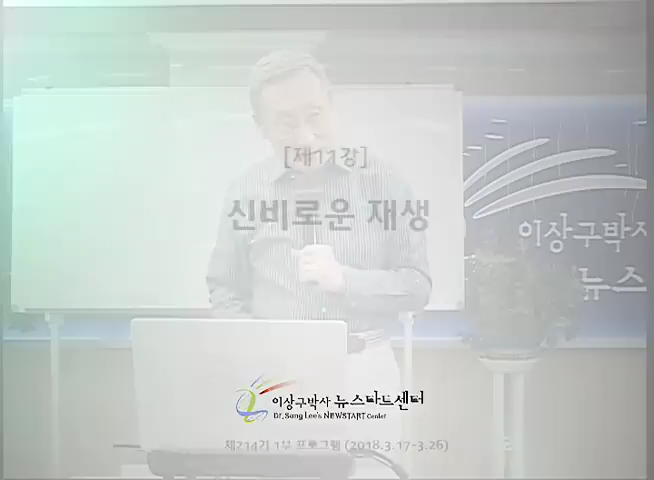 [제11강]
신비로운 재생
이상구박사
뉴스
이상구박사 뉴스타트센터
Dr. Sang Lee's NEWSTART Center
제214기 1부 프로그램 (2018.3.17-3.26)